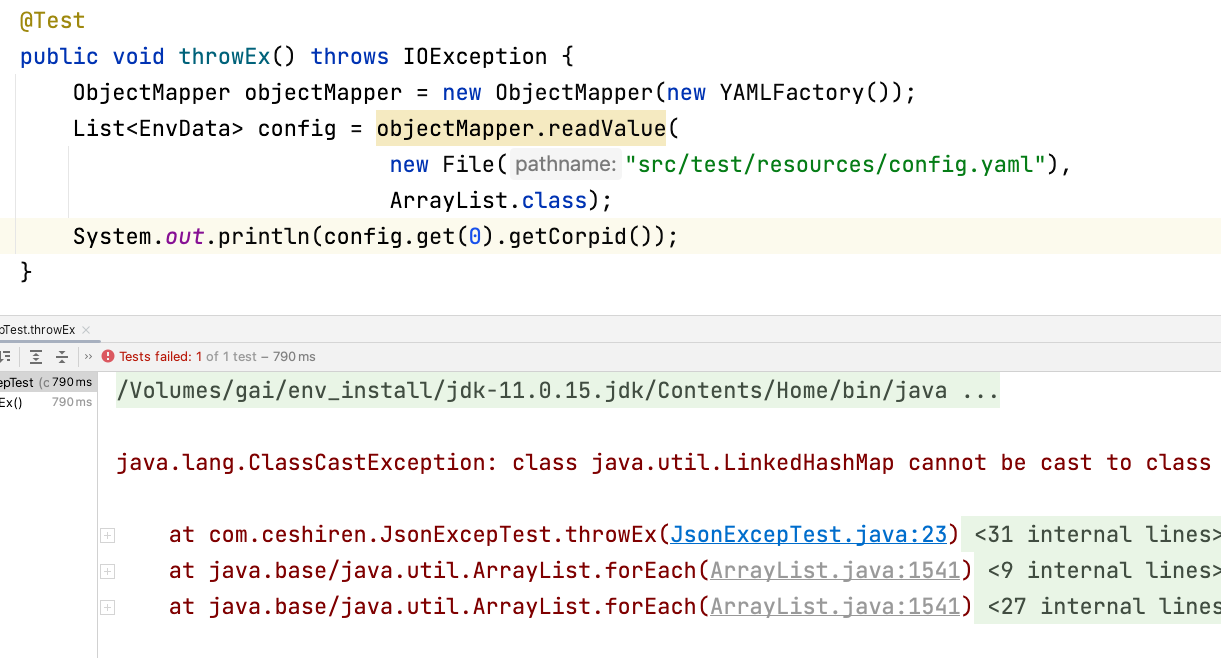 @Test
public void throwEx() throws IOException {
ObjectMapper objectMapper = new ObjectMapper(new YAMLFactory());
List<EnvData> config = objectMapper.readValue(
new File( pathname: "src/test/resources/config.yaml"),
ArrayList.class);
System.out.println(config.get(0).getCorpid());
}
pTest.throwEx ×
» Tests failed: 1 of 1 test – 790 ms
epTest (c 790 ms
Ex() 790 ms
/Volumes/gai/env_install/jdk-11.0.15.jdk/Contents/Home/bin/java ...
java.lang.ClassCastException: class java.util.LinkedHashMap cannot be cast to class
at com.ceshiren.JsonExcepTest.throwEx(JsonExcepTest.java:23) <31 internal lines>
at java.base/java.util.ArrayList.forEach(ArrayList.java:1541) <9 internal lines>
at java.base/java.util.ArrayList.forEach(ArrayList.java:1541) <27 internal lines